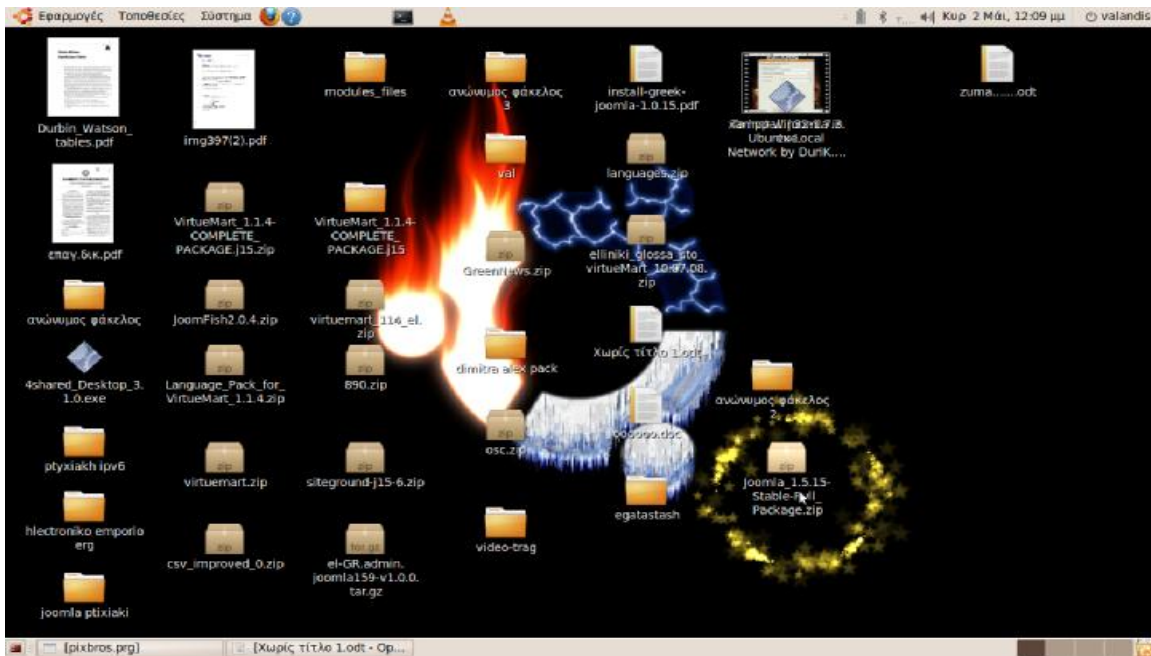 Εφαρμογές Τοποθεσίες Σύστημα
Κυρ 2 Μάι, 12:09 μμ
valandis
Durbin_Watson_
tables.pdf
img397(2).pdf
modules_files
ανώνυμος φάκελος
3
install-greek-
joomla-1.0.15.pdf
Ubuntu Local
Network by DuriK....
zuma.......odt
επαγ.δικ.pdf
VirtueMart_1.1.4-
COMPLETE_
PACKAGE.j15.zip
VirtueMart_1.1.4-
COMPLETE_
PACKAGE.j15
val
languages.zip
GreenNews.zip
elliniki_glossa_sto_
virtueMart_10.07.08.
zip
ανώνυμος φάκελος
JoomFish2.0.4.zip
virtuemart_114_el.
zip
dimitra alex pack
Χωρίς τίτλο 1.odt
4shared_Desktop_3.
1.0.exe
Language_Pack_for_
VirtueMart_1.1.4.zip
890.zip
ανώνυμος φάκελος
2
ptyxiakh ipv6
virtuemart.zip
siteground-j15-6.zip
osc.zip
Joomla_1.5.15-
Stable-Full_
Package.zip
hlectroniko emporio
erg
csv_improved_0.zip
el-GR.admin.
joomla159-v1.0.0.
tar.gz
video-trag
egatastash
joomla ptixiaki
[pixbros.prg]
[Χωρίς τίτλο 1.odt - Op...